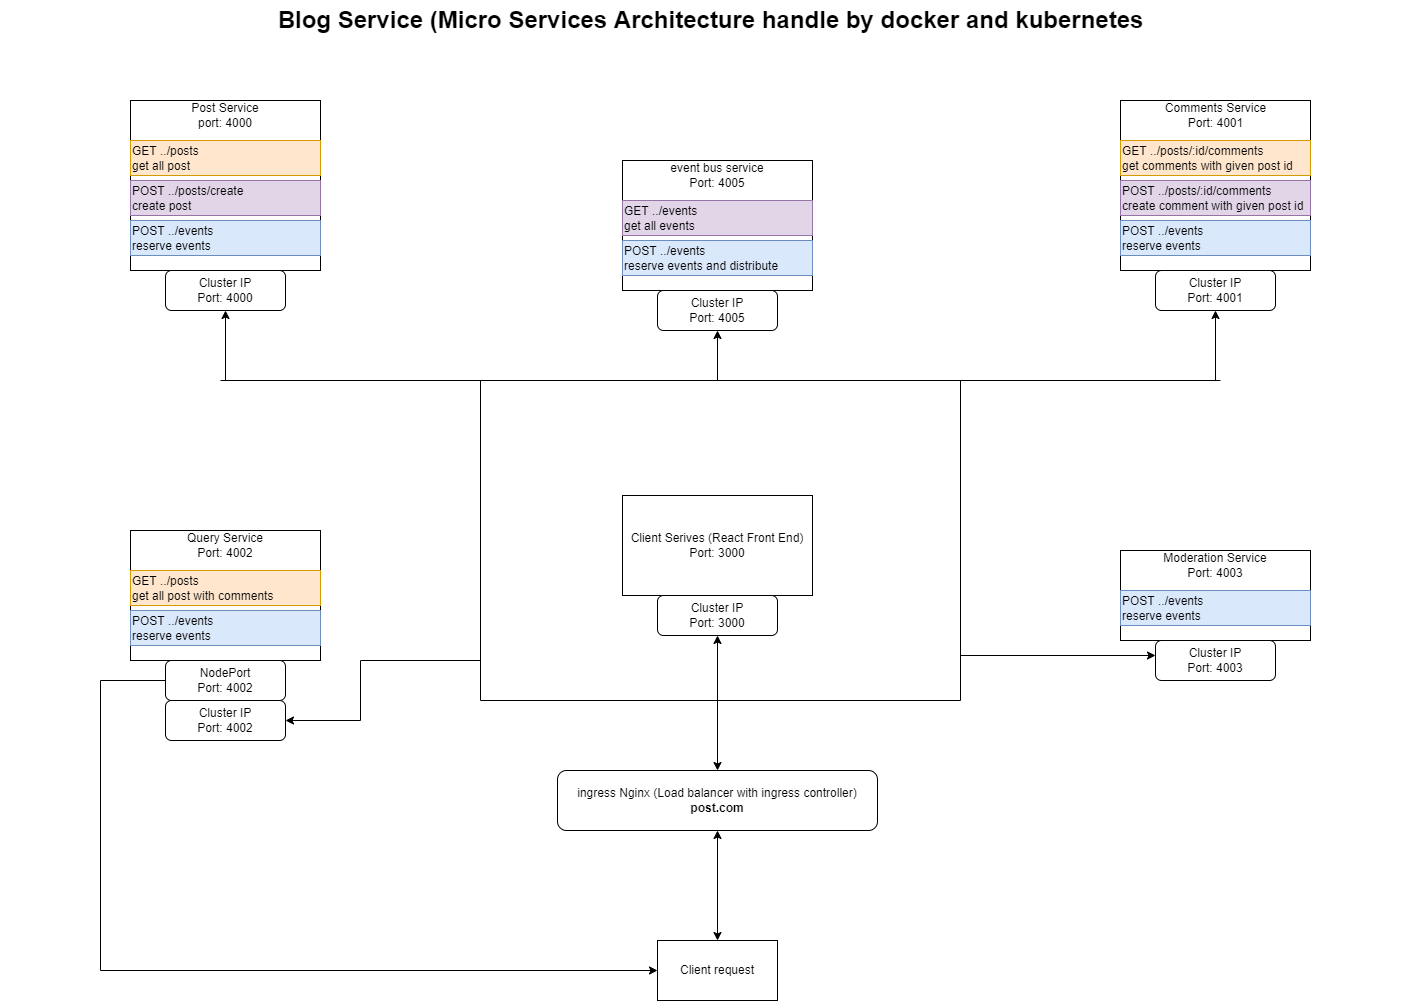 Blog Service (Micro Services Architecture handle by docker and kubernetes
Post Service
port: 4000
GET ../posts
get all post
POST ../posts/create
create post
POST ../events
reserve events
Cluster IP
Port: 4000
event bus service
Port: 4005
GET ../events
get all events
POST ../events
reserve events and distribute
Cluster IP
Port: 4005
Comments Service
Port: 4001
GET ../posts/:id/comments
get comments with given post id
POST ../posts/:id/comments
create comment with given post id
POST ../events
reserve events
Cluster IP
Port: 4001
Query Service
Port: 4002
GET ../posts
get all post with comments
POST ../events
reserve events
NodePort
Port: 4002
Cluster IP
Port: 4002
Client Serives (React Front End)
Port: 3000
Cluster IP
Port: 3000
Moderation Service
Port: 4003
POST ../events
reserve events
Cluster IP
Port: 4003
ingress Nginx (Load balancer with ingress controller)
post.com
Client request